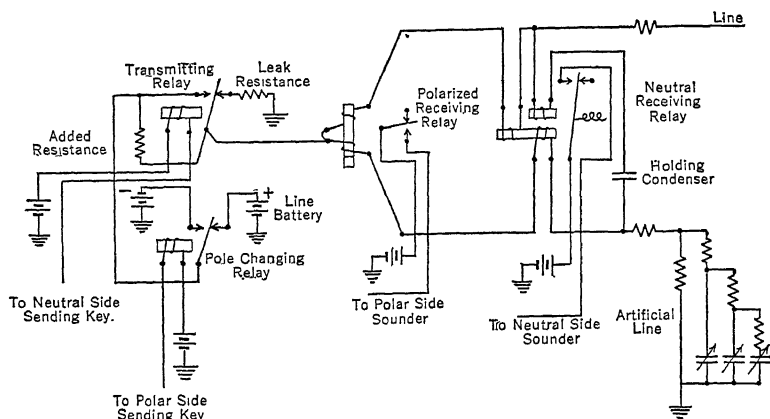 Line
Transmitting
Relay
Leak
Resistance
Polarized
Receiving
Relay
Neutral
Receiving
Relay
Added
Resistance
Holding
Condenser
−
+
Line
Battery
Pole Changing
Relay
To Neutral Side
Sending Key.
To Polar Side
Sounder
To Neutral Side
Sounder
Artificial
Line
To Polar Side
Sending Key